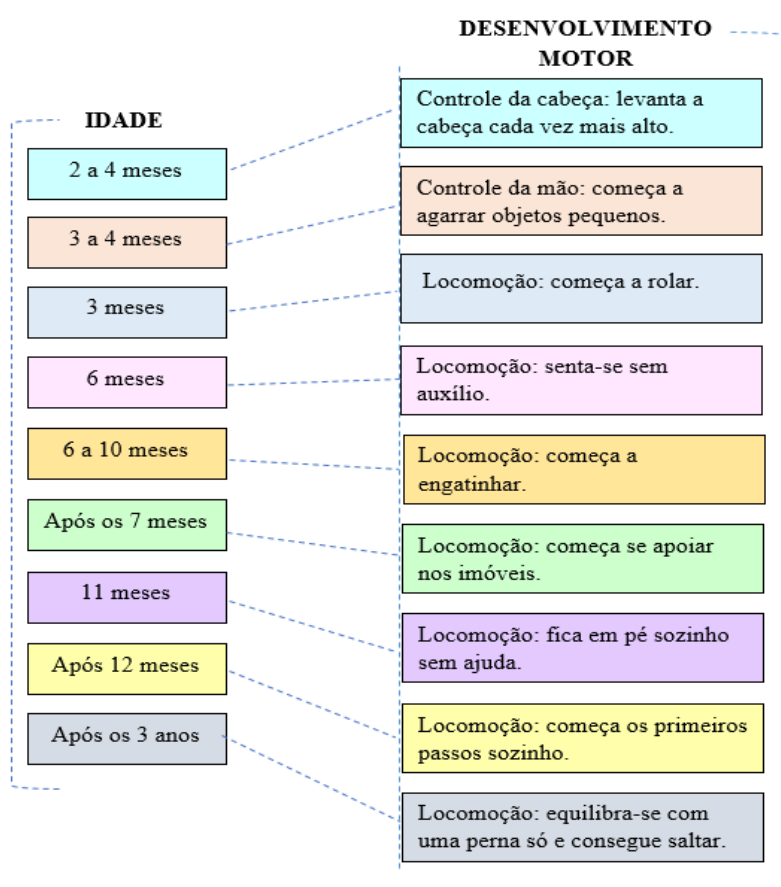 DESENVOLVIMENTO
MOTOR
IDADE
2 a 4 meses
Controle da cabeça: levanta a
cabeça cada vez mais alto.
3 a 4 meses
Controle da mão: começa a
agarrar objetos pequenos.
3 meses
Locomoção: começa a rolar.
6 meses
Locomoção: senta-se sem
auxílio.
6 a 10 meses
Locomoção: começa a
engatinhar.
Após os 7 meses
Locomoção: começa se apoiar
nos imóveis.
11 meses
Locomoção: fica em pé sozinho
sem ajuda.
Após 12 meses
Locomoção: começa os primeiros
passos sozinho.
Após os 3 anos
Locomoção: equilibra-se com
uma perna só e consegue saltar.